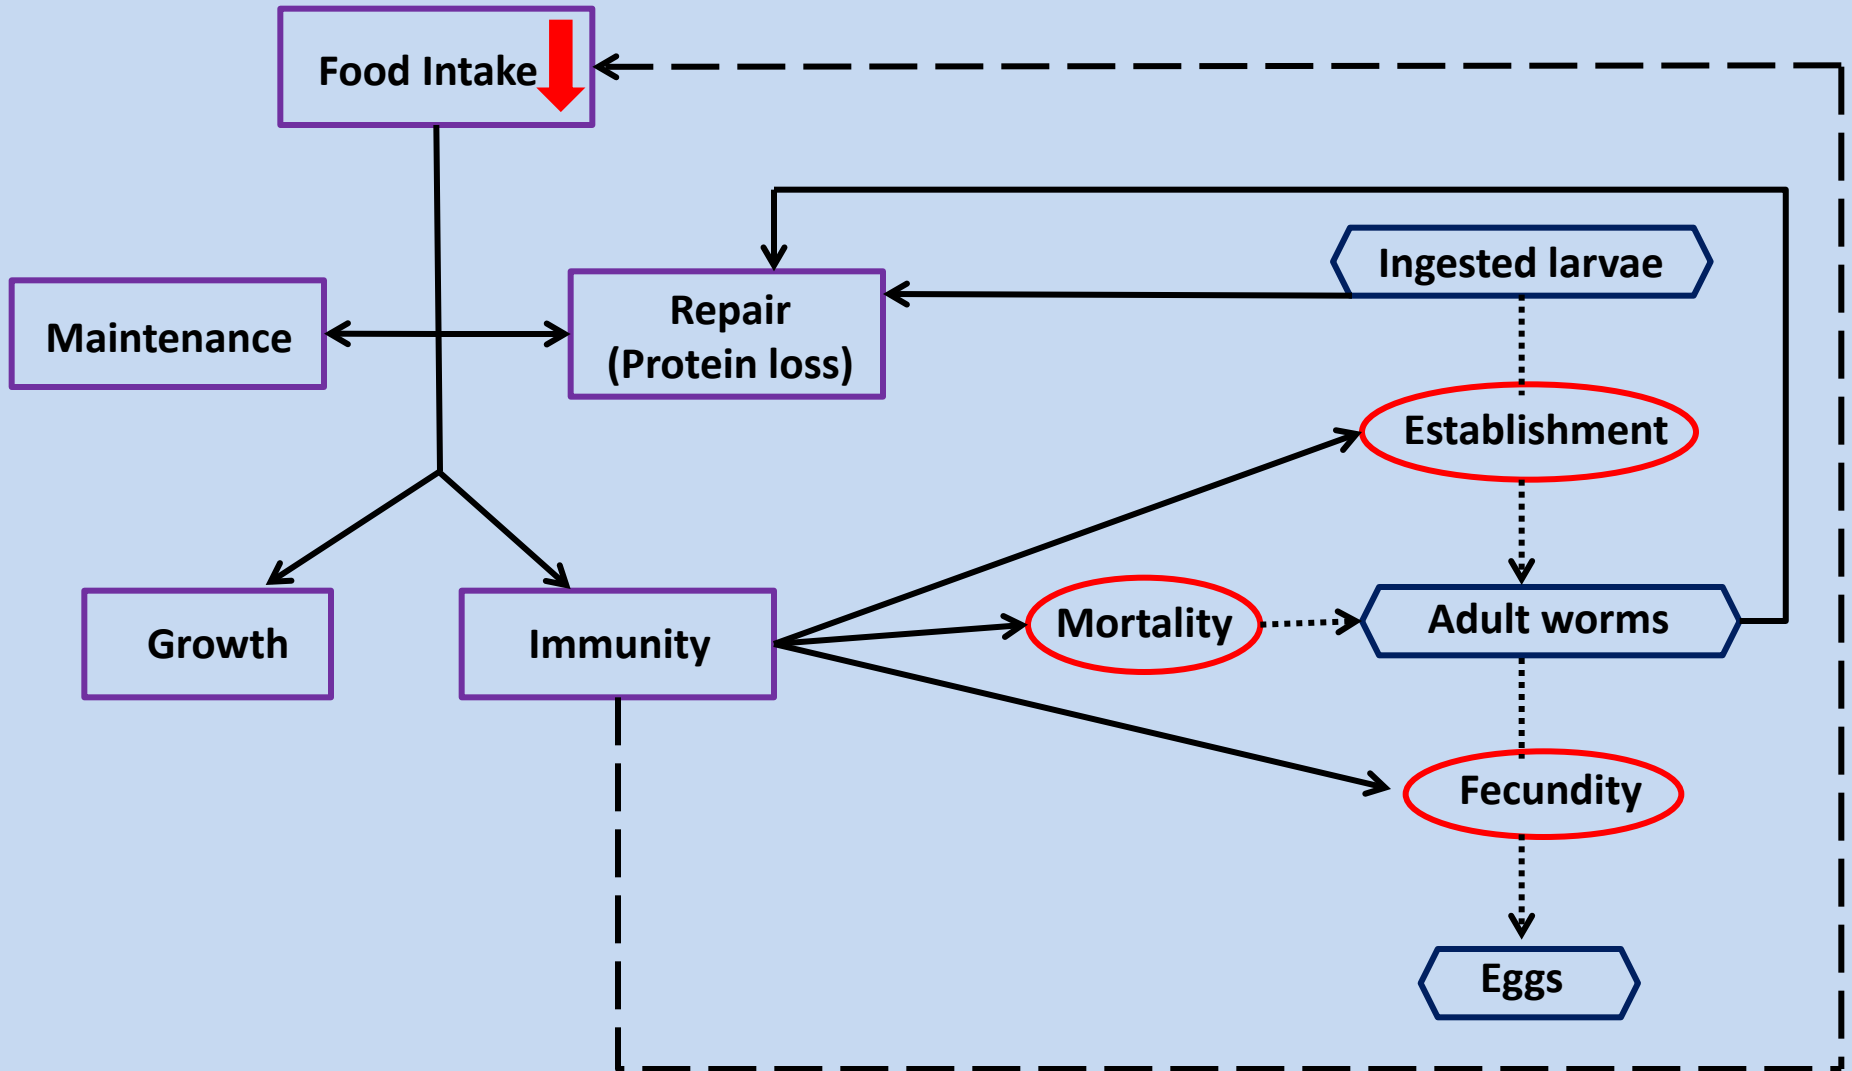 Food Intake
Ingested larvae
Maintenance
Repair
(Protein loss)
Establishment
Growth
Immunity
Mortality
Adult worms
Fecundity
Eggs